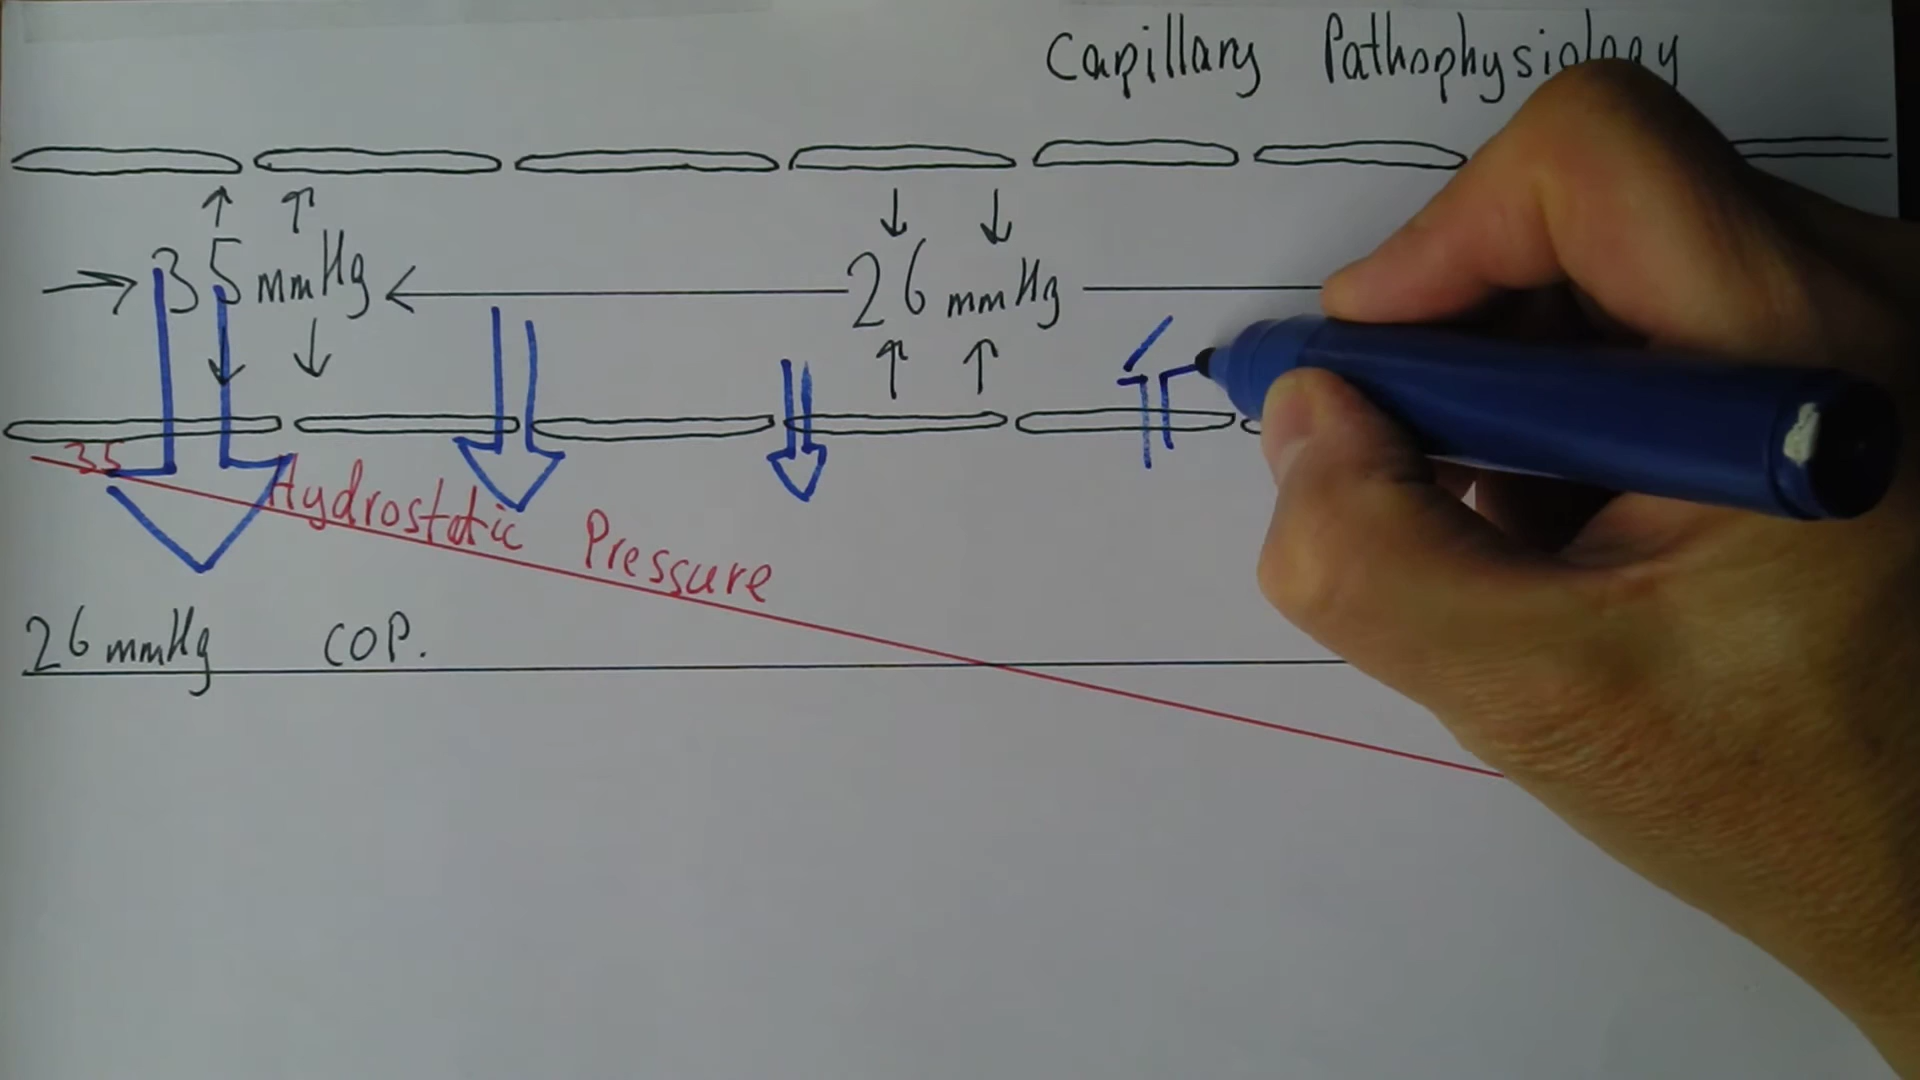 Capillary Pathophysiology
35 mmHg
26 mmHg
35
Hydrostatic Pressure
26 mmHg COP.